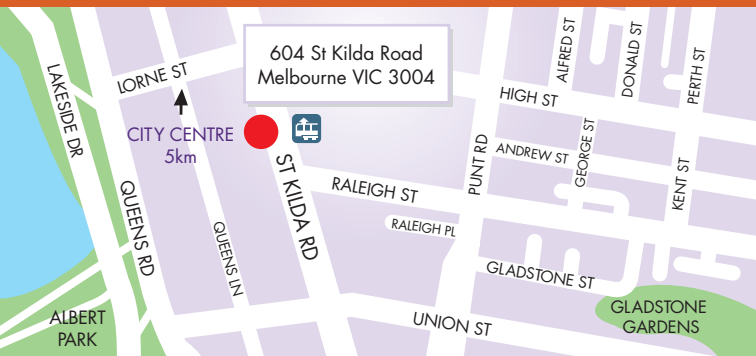 604 St Kilda Road
Melbourne VIC 3004
LAKESIDE DR
LORNE ST
CITY CENTRE
5km
QUEENS RD
QUEENS LN
ST KILDA RD
ALFRED ST
DONALD ST
PERTH ST
HIGH ST
PUNT RD
ANDREW ST
GEORGE ST
KENT ST
RALEIGH ST
RALEIGH PL
GLADSTONE ST
UNION ST
ALBERT
PARK
GLADSTONE
GARDENS